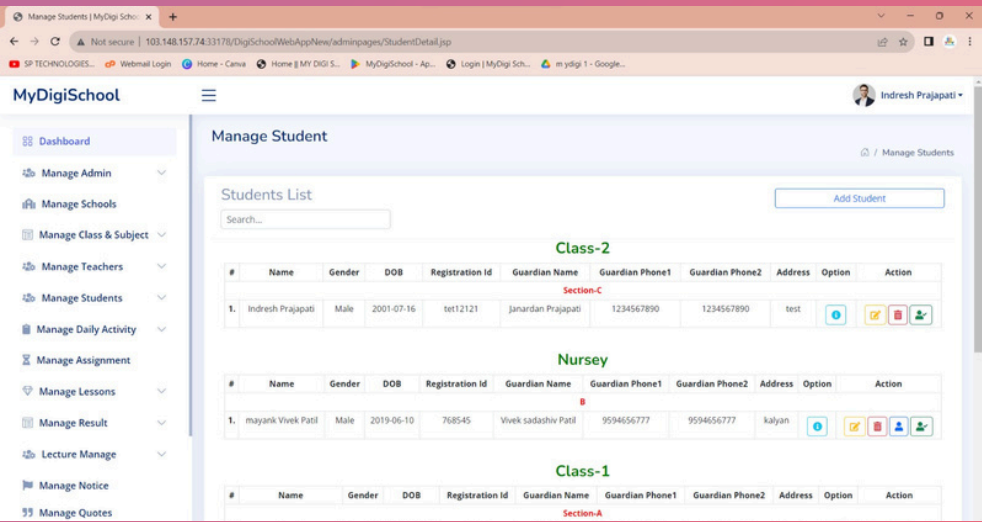 Manage Students | MyDigi Schoo
Not secure | 103.148.157.74:33178/DigiSchoolWebAppNew/adminpages/StudentDetail.jsp
SP TECHNOLOGIES... Webmail Login Home - Canva Home || MY DIGI S... MyDigiSchool - Ap... Login | MyDigi Sch... m ydigi 1 - Google...
MyDigiSchool Indresh Prajapati
Dashboard
Manage Admin
Manage Schools
Manage Class & Subject
Manage Teachers
Manage Students
Manage Daily Activity
Manage Assignment
Manage Lessons
Manage Result
Lecture Manage
Manage Notice
Manage Quotes
Manage Student
/ Manage Students
Students List Add Student
Search...
Class-2
# Name Gender DOB Registration Id Guardian Name Guardian Phone1 Guardian Phone2 Address Option Action
Section-C
1. Indresh Prajapati Male 2001-07-16 tet12121 Janardan Prajapati 1234567890 1234567890 test
Nursey
# Name Gender DOB Registration Id Guardian Name Guardian Phone1 Guardian Phone2 Address Option Action
B
1. mayank Vivek Patil Male 2019-06-10 768545 Vivek sadashiv Patil 9594656777 9594656777 kalyan
Class-1
# Name Gender DOB Registration Id Guardian Name Guardian Phone1 Guardian Phone2 Address Option Action
Section-A